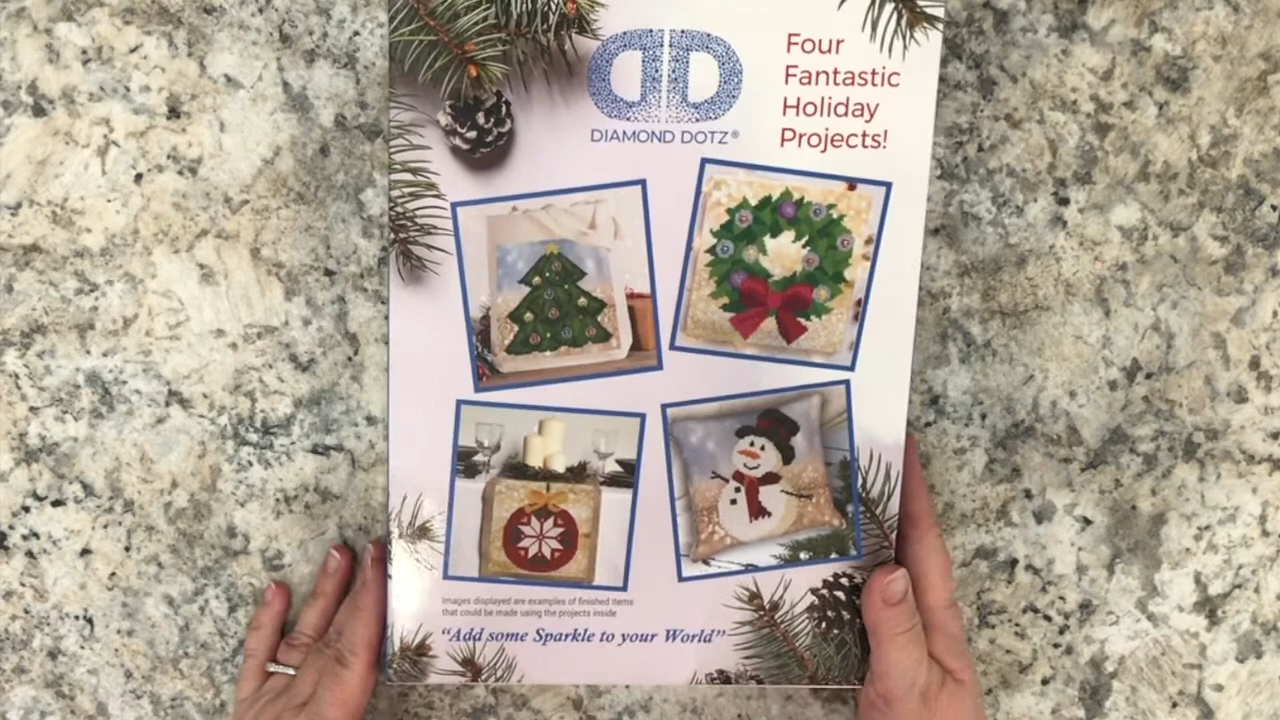 DIAMOND DOTZ®
Four
Fantastic
Holiday
Projects!
Images displayed are examples of finished items
that could be made using the projects inside
“Add some Sparkle to your World”